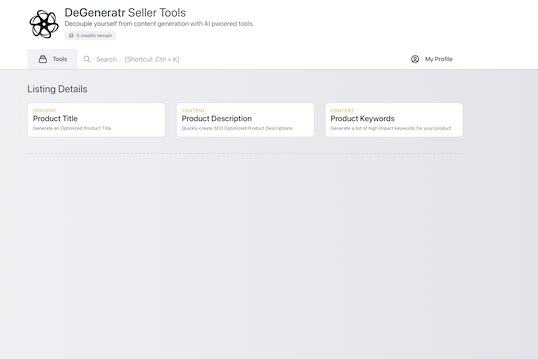 DeGeneratr Seller Tools
Decouple yourself from content generation with AI pwoered tools.
5 credits remain
Tools
Search... [Shortcut: Ctrl + K]
My Profile
Listing Details
CONTENT
Product Title
Generate an Optimized Product Title.
CONTENT
Product Description
Quickly create SEO Optimized Product Descriptions
CONTENT
Product Keywords
Generate a list of high impact keywords for your product